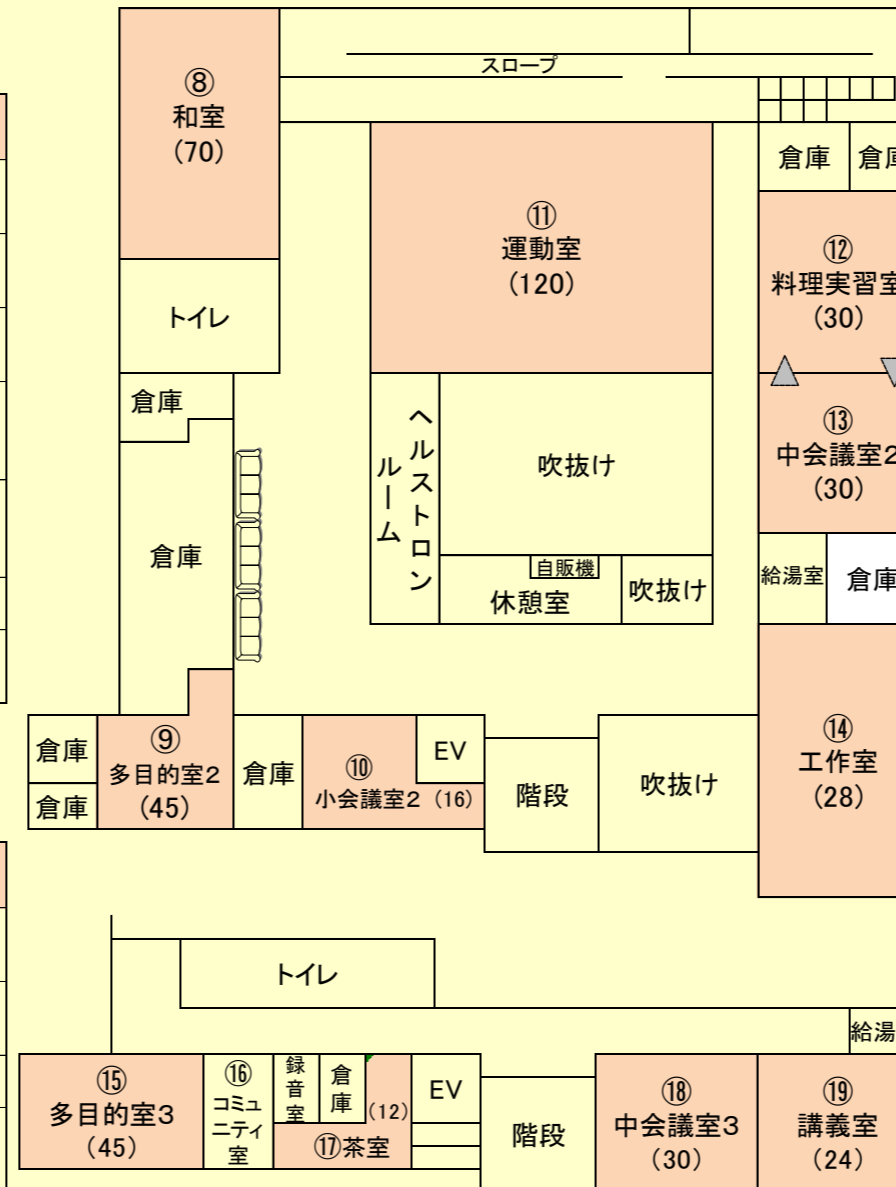 スロープ
⑧
和室
（70）
倉庫
倉庫
⑪
運動室
（120）
⑫
料理実習室
（30）
トイレ
倉庫
ヘルストロン
ルーム
吹抜け
⑬
中会議室2
（30）
倉庫
自販機
休憩室
吹抜け
給湯室
倉庫
倉庫
倉庫
⑨
多目的室2
（45）
倉庫
⑩
小会議室2（16）
EV
階段
吹抜け
⑭
工作室
（28）
トイレ
給湯
⑮
多目的室3
（45）
⑯
コミュ
ニティ
室
録
音
室
倉
庫
（12）
⑰茶室
EV
階段
⑱
中会議室3
（30）
⑲
講義室
（24）